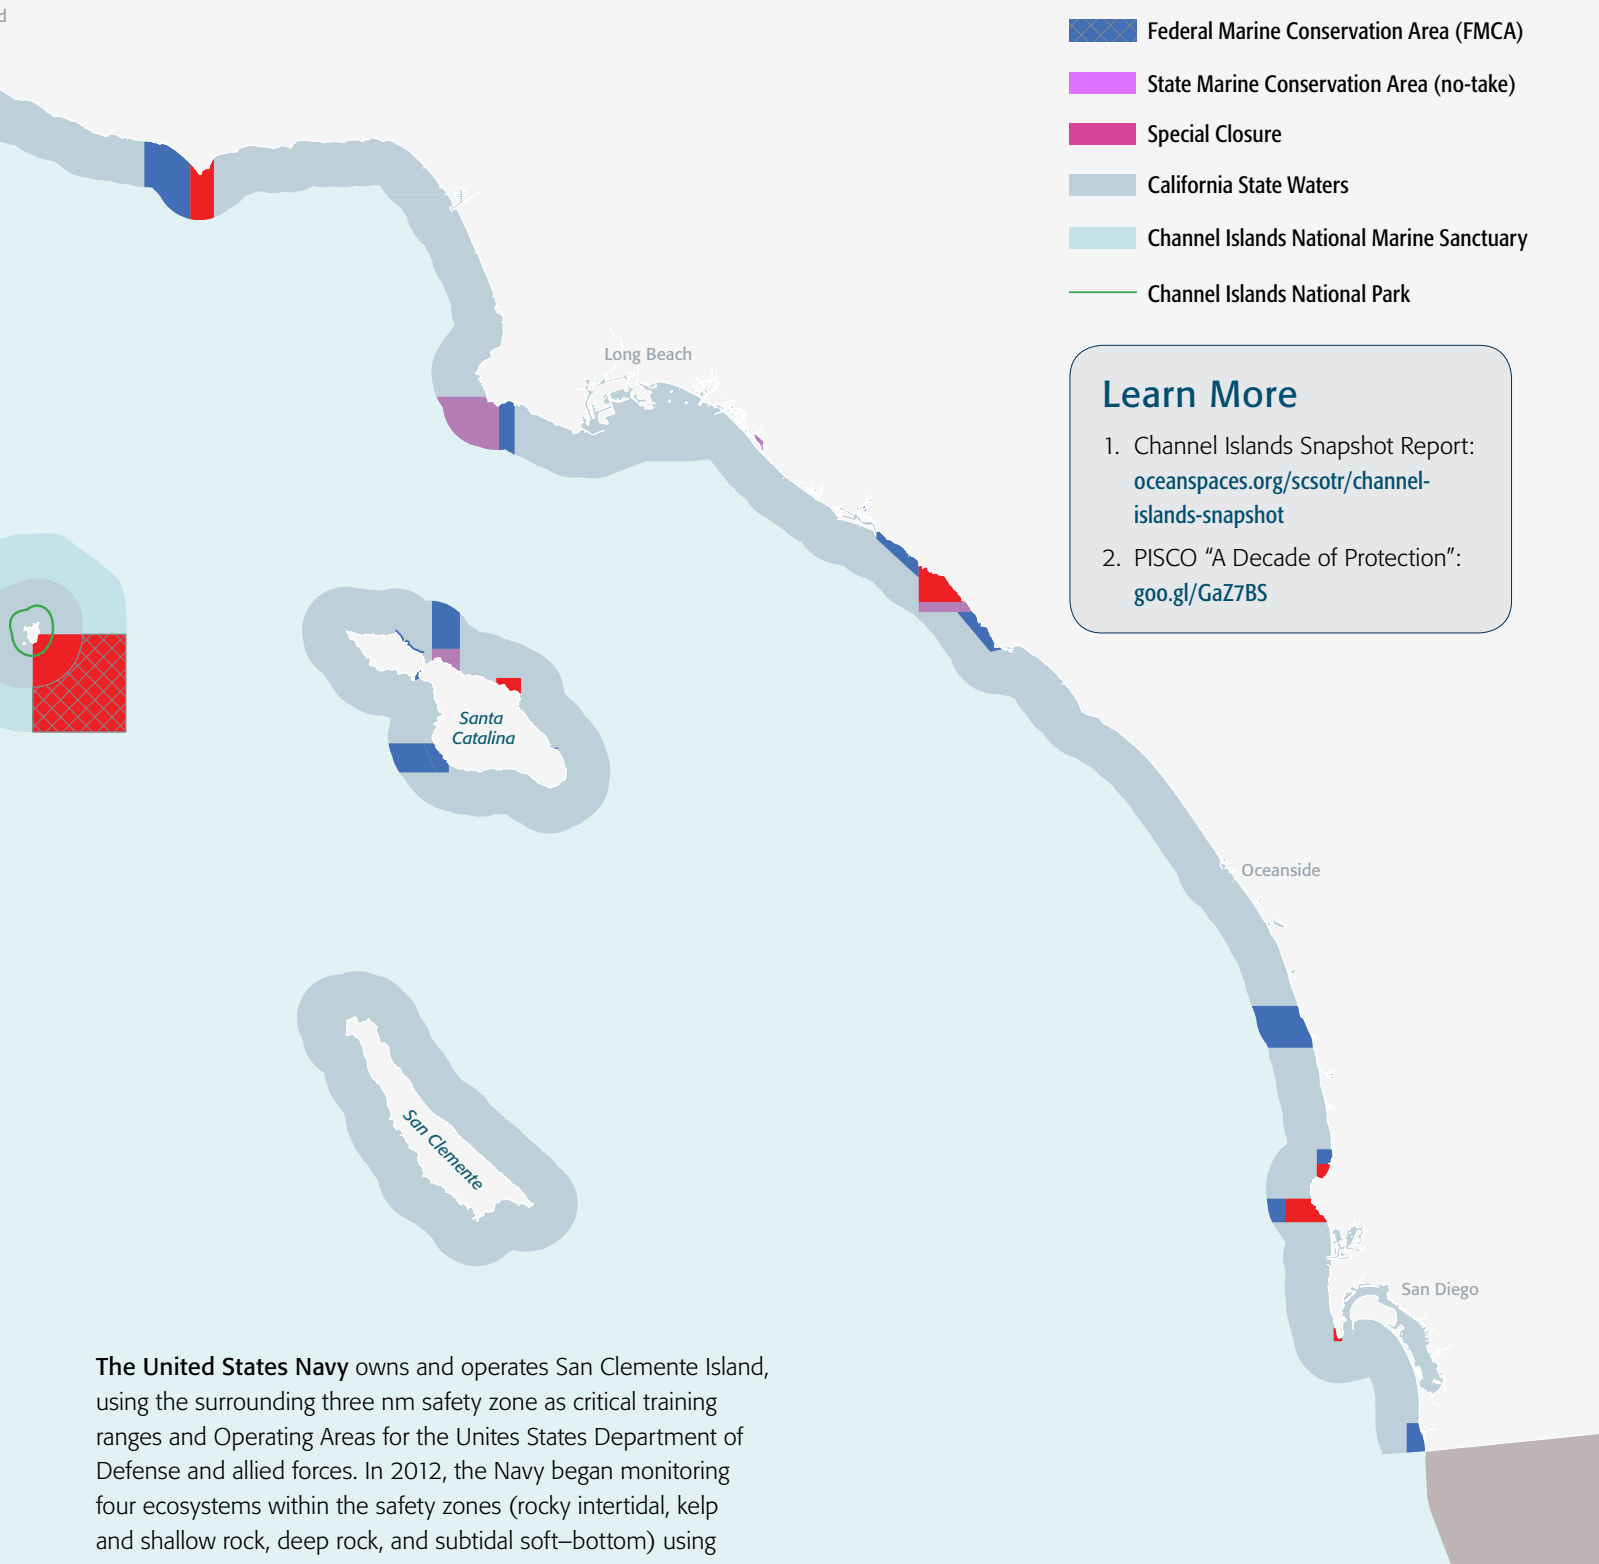 d
Federal Marine Conservation Area (FMCA)
State Marine Conservation Area (no-take)
Special Closure
California State Waters
Channel Islands National Marine Sanctuary
Channel Islands National Park
Long Beach
Learn More
1. Channel Islands Snapshot Report:
oceanspaces.org/scsotr/channel-
islands-snapshot
2. PISCO “A Decade of Protection”:
goo.gl/GaZ7BS
Santa
Catalina
Oceanside
San Clemente
San Diego
The United States Navy owns and operates San Clemente Island,
using the surrounding three nm safety zone as critical training
ranges and Operating Areas for the Unites States Department of
Defense and allied forces. In 2012, the Navy began monitoring
four ecosystems within the safety zones (rocky intertidal, kelp
and shallow rock, deep rock, and subtidal soft–bottom) using